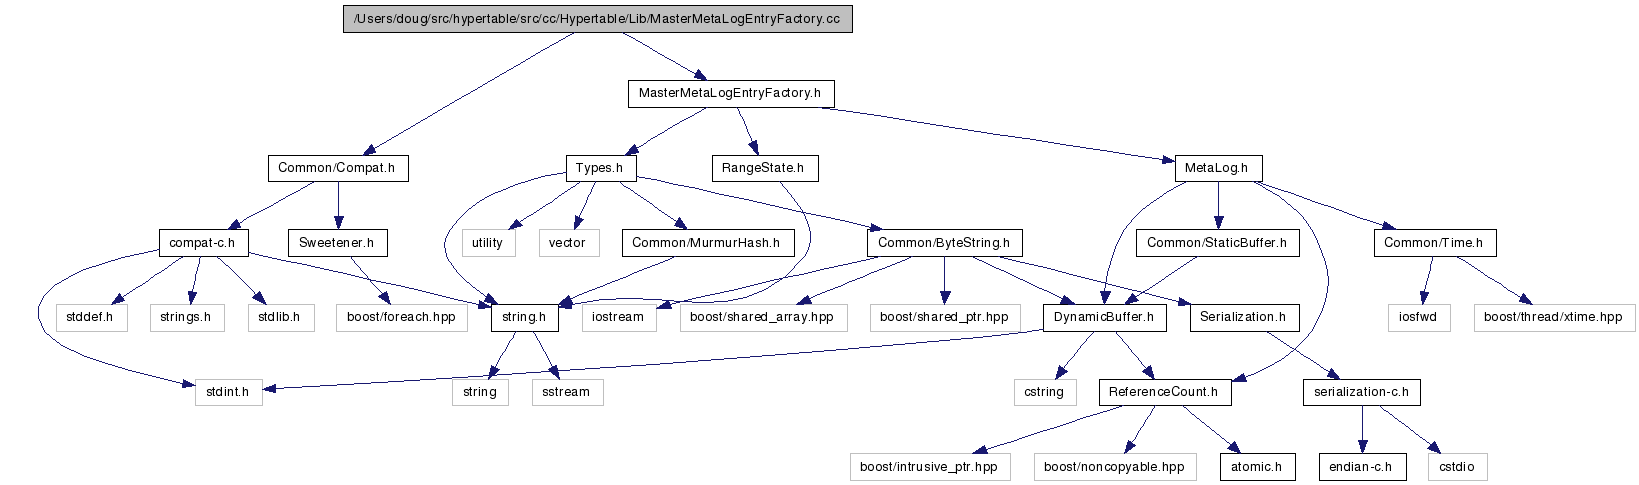 /Users/doug/src/hypertable/src/cc/Hypertable/Lib/MasterMetaLogEntryFactory.cc
MasterMetaLogEntryFactory.h
Common/Compat.h
Types.h
RangeState.h
MetaLog.h
compat-c.h
Sweetener.h
utility
vector
Common/MurmurHash.h
Common/ByteString.h
Common/StaticBuffer.h
Common/Time.h
stddef.h
strings.h
stdlib.h
boost/foreach.hpp
string.h
iostream
boost/shared_array.hpp
boost/shared_ptr.hpp
DynamicBuffer.h
Serialization.h
iosfwd
boost/thread/xtime.hpp
stdint.h
string
sstream
cstring
ReferenceCount.h
serialization-c.h
boost/intrusive_ptr.hpp
boost/noncopyable.hpp
atomic.h
endian-c.h
cstdio